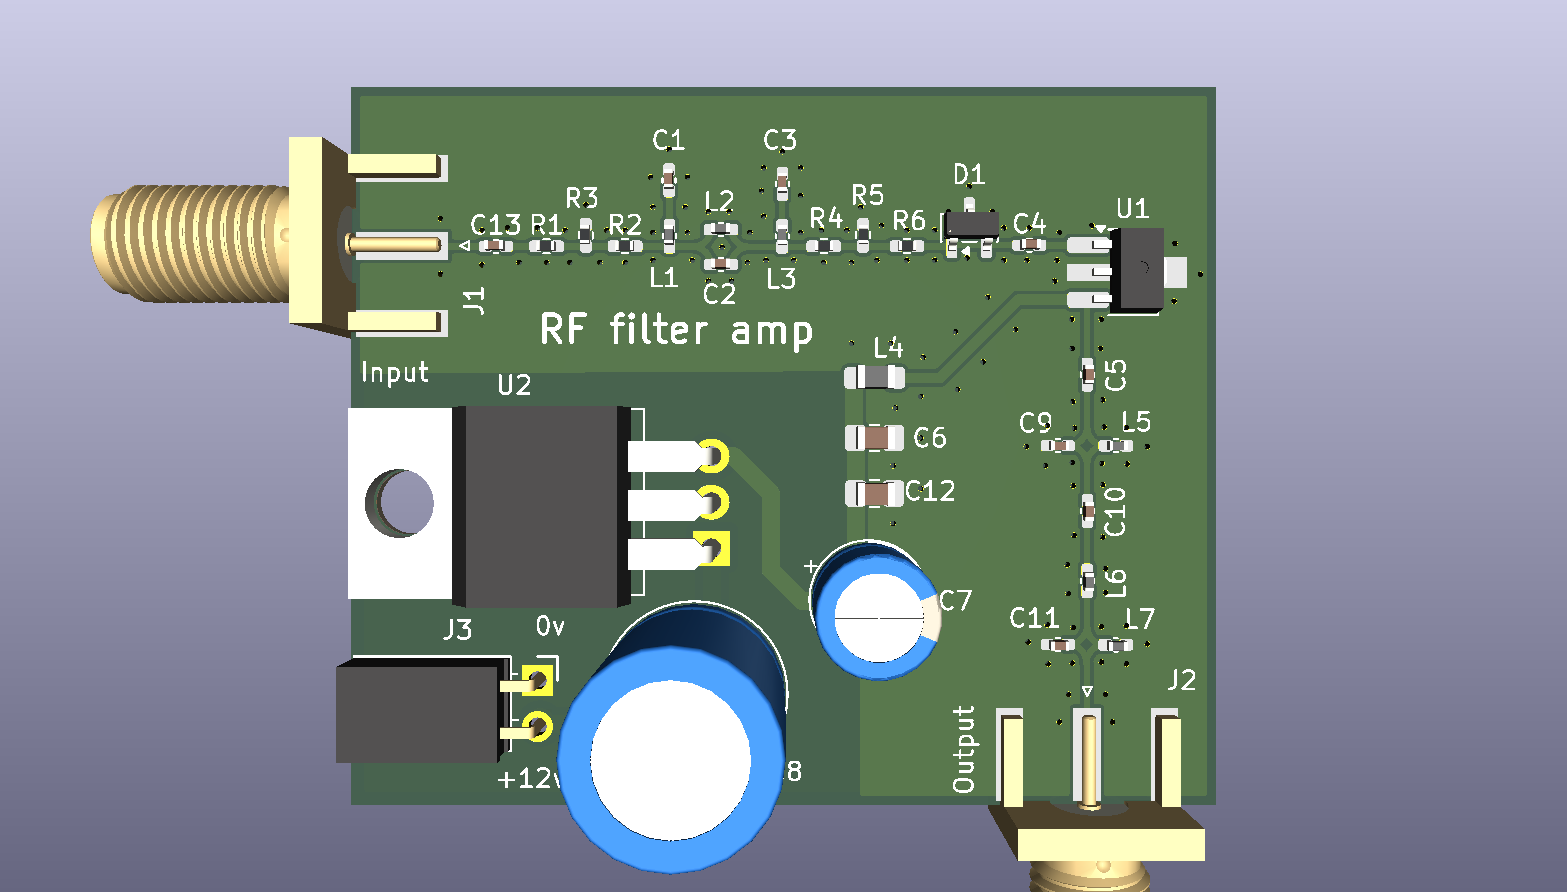 C1
C3
D1
L2
R3
R5
U1
C13
R1
R2
R4
R6
C4
L1
L3
C2
J1
RF filter amp
L4
Input
U2
C5
C9
L5
C6
C12
C10
L6
C7
+
J3
0v
C11
L7
J2
Output
+12v
8